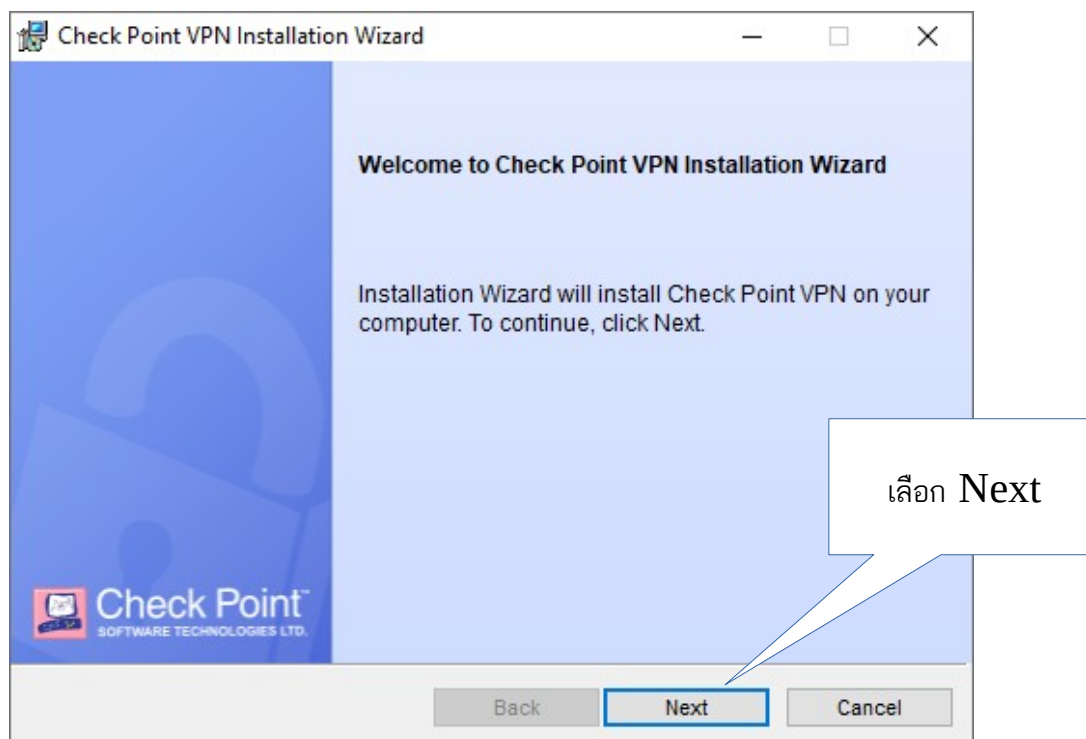 Check Point VPN Installation Wizard
Welcome to Check Point VPN Installation Wizard
Installation Wizard will install Check Point VPN on your
computer. To continue, click Next.
เลือก Next
Check Point™
SOFTWARE TECHNOLOGIES LTD.
Back Next Cancel